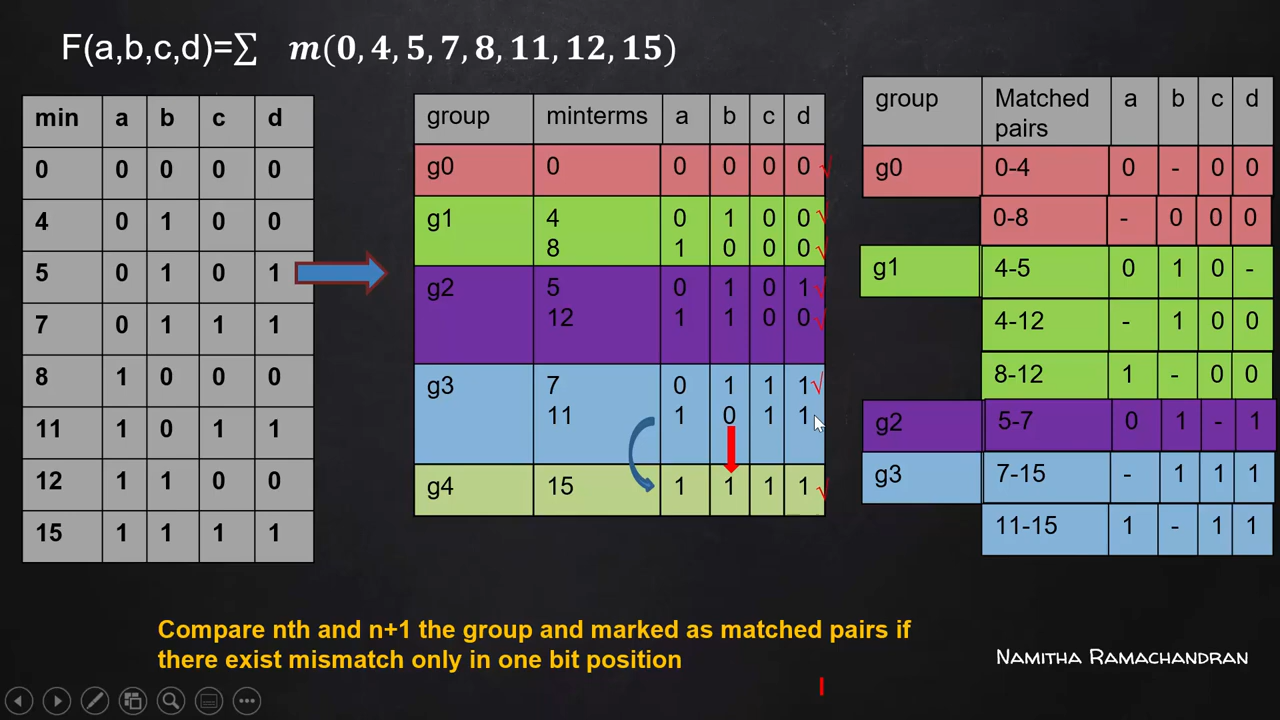 F(a,b,c,d)=∑ m(0, 4, 5, 7, 8, 11, 12, 15)
min a b c d
0 0 0 0 0
4 0 1 0 0
5 0 1 0 1
7 0 1 1 1
8 1 0 0 0
11 1 0 1 1
12 1 1 0 0
15 1 1 1 1
group minterms a b c d
g0 0 0 0 0 0 √
g1 4 0 1 0 0 √
8 1 0 0 0 √
g2 5 0 1 0 1 √
12 1 1 0 0 √
g3 7 0 1 1 1 √
11 1 0 1 1
g4 15 1 1 1 1 √
group Matched a b c d
pairs
g0 0-4 0 - 0 0
0-8 - 0 0 0
g1 4-5 0 1 0 -
4-12 - 1 0 0
8-12 1 - 0 0
g2 5-7 0 1 - 1
g3 7-15 - 1 1 1
11-15 1 - 1 1
Compare nth and n+1 the group and marked as matched pairs if
there exist mismatch only in one bit position
Namitha Ramachandran